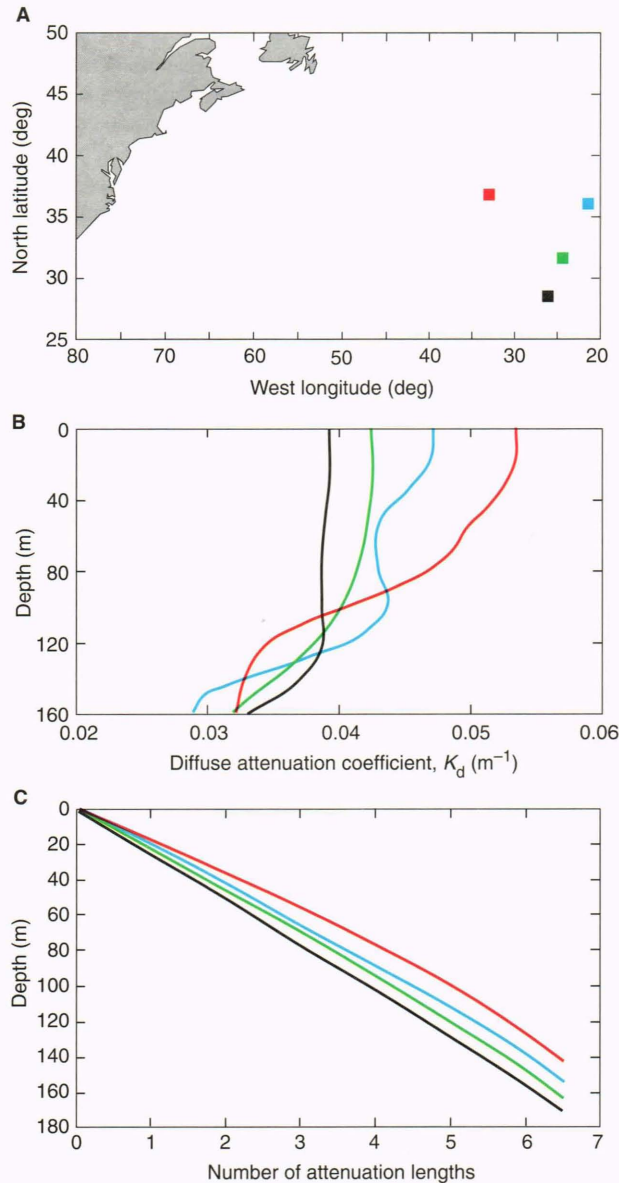 A
50
45
40
35
30
25
North latitude (deg)
80 70 60 50 40 30 20
West longitude (deg)
B
0
40
80
120
160
Depth (m)
0.02 0.03 0.04 0.05 0.06
Diffuse attenuation coefficient, K_d (m⁻¹)
C
0
20
40
60
80
100
120
140
160
180
Depth (m)
0 1 2 3 4 5 6 7
Number of attenuation lengths